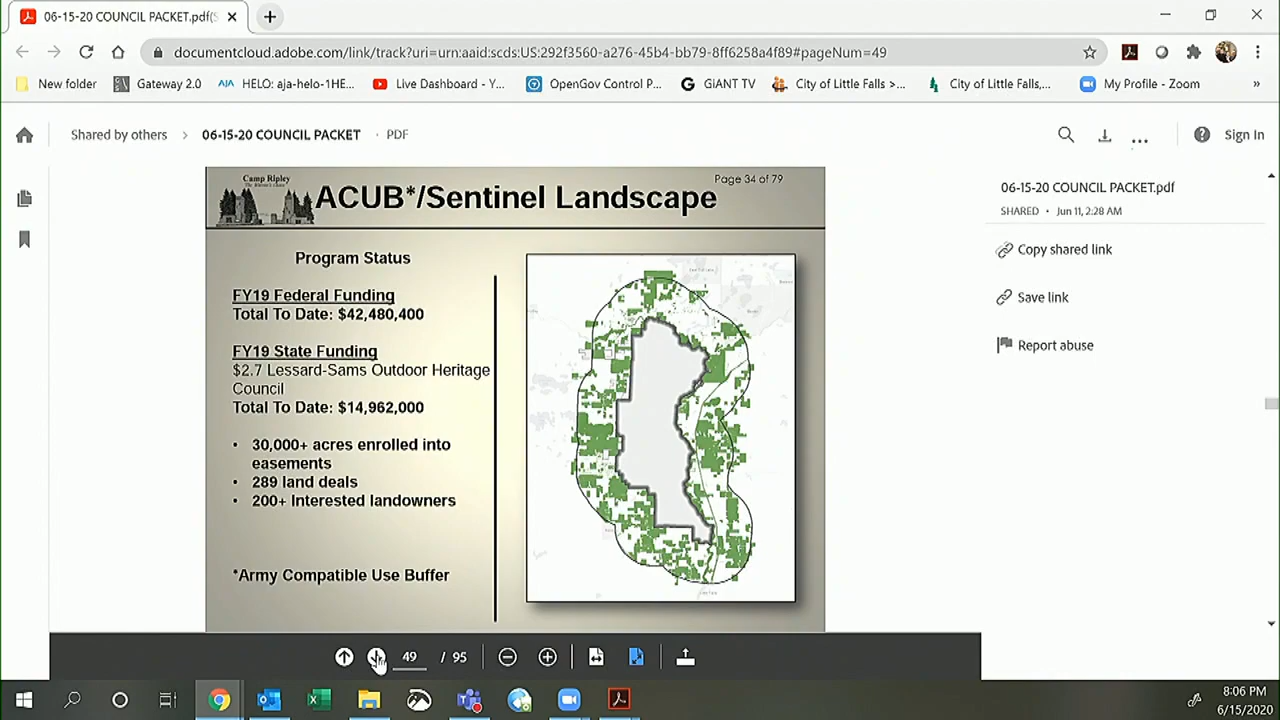 06-15-20 COUNCIL PACKET.pdf(S
documentcloud.adobe.com/link/track?uri=urn:aaid:scds:US:292f3560-a276-45b4-bb79-8ff6258a4f89#pageNum=49
New folder
Gateway 2.0
AJA HELO: aja-helo-1HE...
Live Dashboard - Y...
OpenGov Control P...
G GiANT TV
City of Little Falls >...
City of Little Falls,...
My Profile - Zoom
»
Shared by others > 06-15-20 COUNCIL PACKET · PDF
Sign In
Camp Ripley
Page 34 of 79
ACUB*/Sentinel Landscape
Program Status
FY19 Federal Funding
Total To Date: $42,480,400
FY19 State Funding
$2.7 Lessard-Sams Outdoor Heritage
Council
Total To Date: $14,962,000
• 30,000+ acres enrolled into
easements
• 289 land deals
• 200+ Interested landowners
*Army Compatible Use Buffer
06-15-20 COUNCIL PACKET.pdf
SHARED • Jun 11, 2:28 AM
Copy shared link
Save link
Report abuse
49 / 95
8:06 PM
6/15/2020